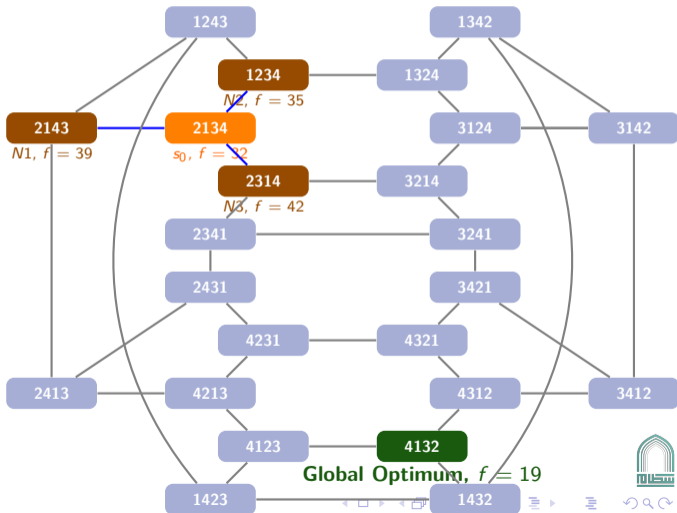 1243 1342
1234 1324
N2, f = 35
2143 2134 3124 3142
N1, f = 39 s₀, f = 32
2314 3214
N3, f = 42
2341 3241
2431 3421
4231 4321
2413 4213 4312 3412
4123 4132
Global Optimum, f = 19
1423 1432